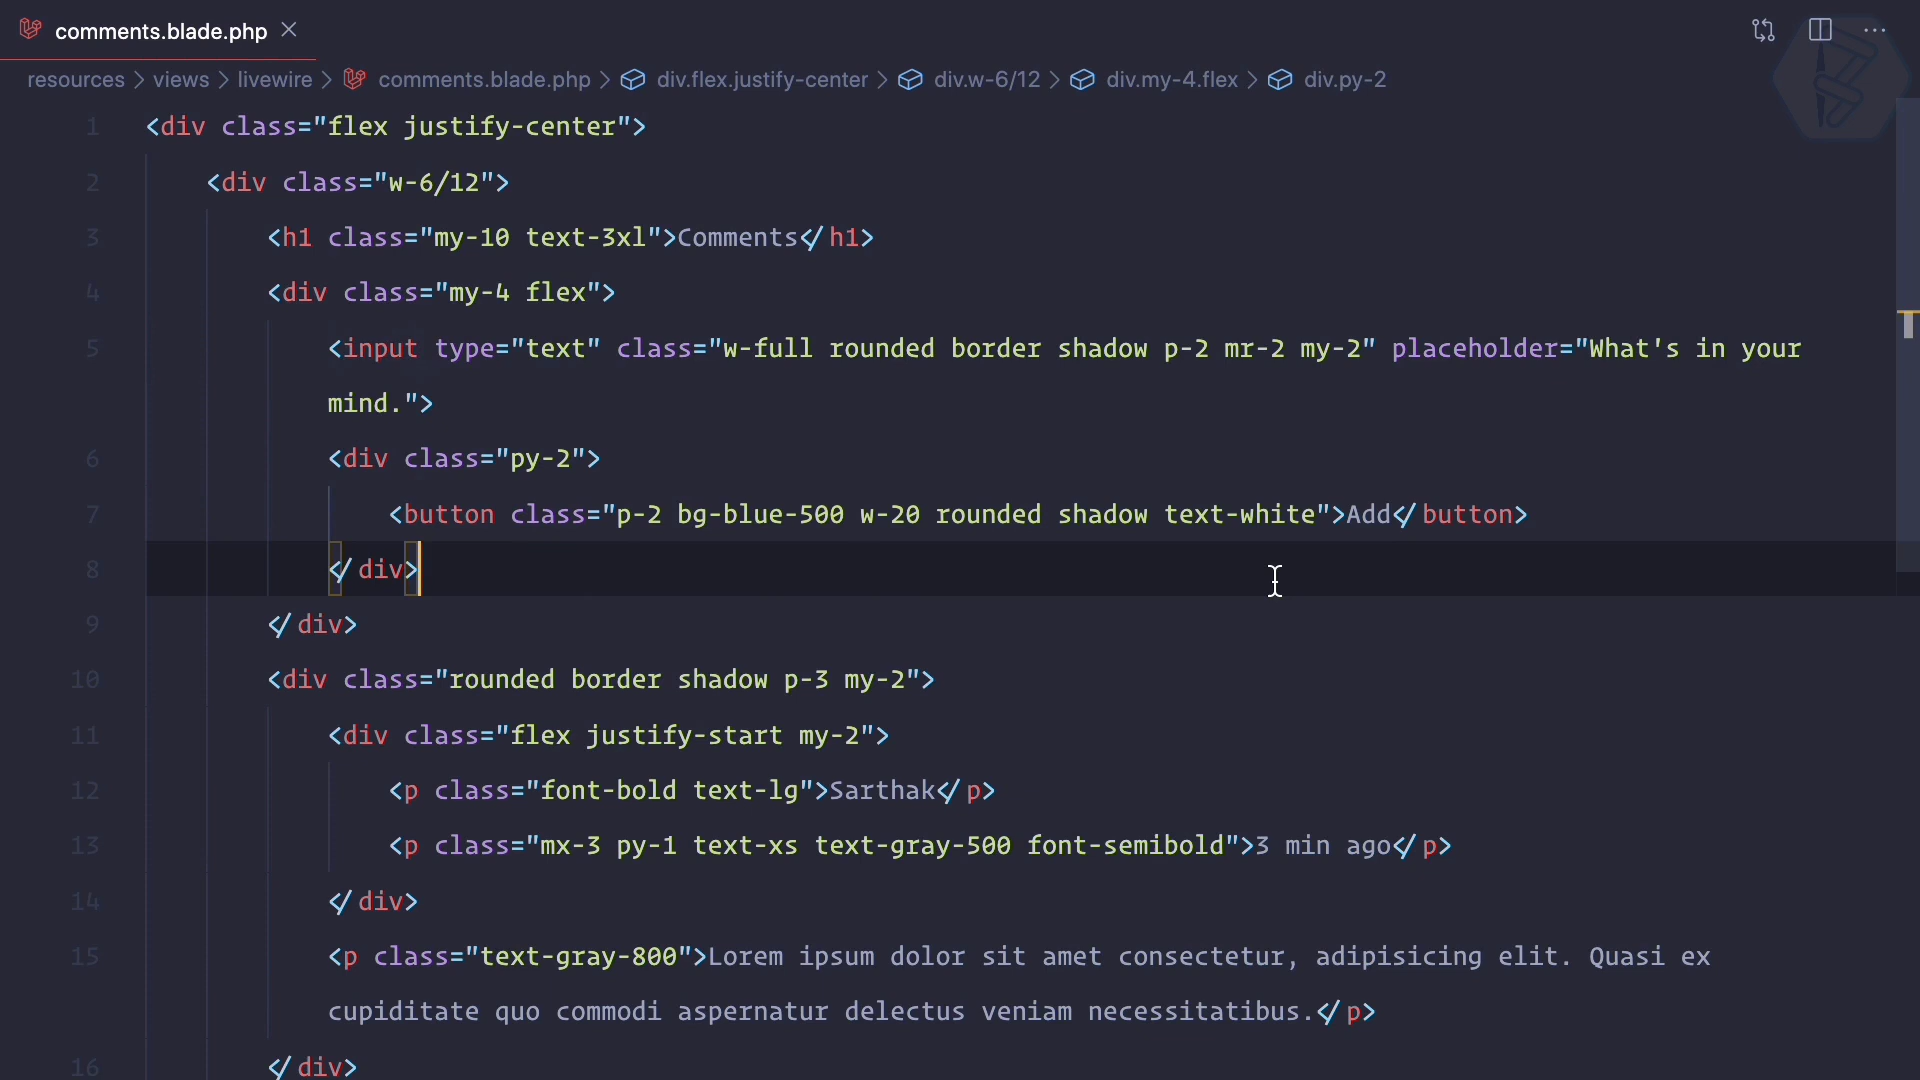 comments.blade.php
resources > views > livewire > comments.blade.php > div.flex.justify-center > div.w-6/12 > div.my-4.flex > div.py-2
1 <div class="flex justify-center">
2 <div class="w-6/12">
3 <h1 class="my-10 text-3xl">Comments</h1>
4 <div class="my-4 flex">
5 <input type="text" class="w-full rounded border shadow p-2 mr-2 my-2" placeholder="What's in your
mind.">
6 <div class="py-2">
7 <button class="p-2 bg-blue-500 w-20 rounded shadow text-white">Add</button>
8 </div>
9 </div>
10 <div class="rounded border shadow p-3 my-2">
11 <div class="flex justify-start my-2">
12 <p class="font-bold text-lg">Sarthak</p>
13 <p class="mx-3 py-1 text-xs text-gray-500 font-semibold">3 min ago</p>
14 </div>
15 <p class="text-gray-800">Lorem ipsum dolor sit amet consectetur, adipisicing elit. Quasi ex
cupiditate quo commodi aspernatur delectus veniam necessitatibus.</p>
16 </div>